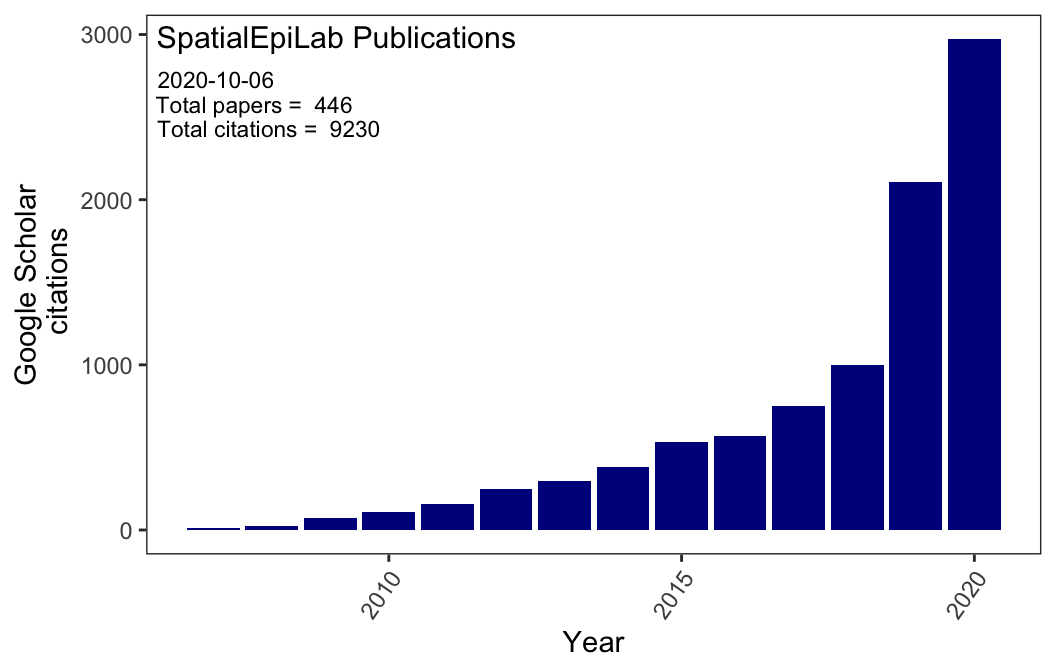 SpatialEpiLab Publications
2020-10-06
Total papers =  446
Total citations =  9230
Google Scholar
citations
3000
2000
1000
0
2010
2015
2020
Year